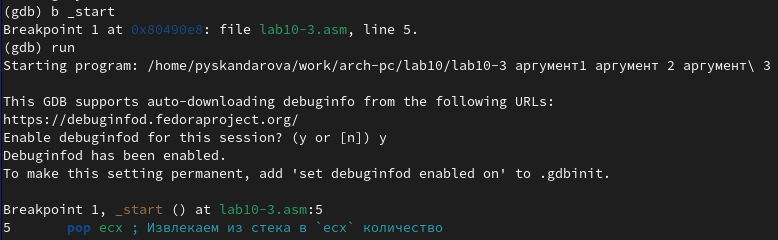 (gdb) b _start
Breakpoint 1 at 0x80490e8: file lab10-3.asm, line 5.
(gdb) run
Starting program: /home/pyskandarova/work/arch-pc/lab10/lab10-3 аргумент1 аргумент 2 аргумент\ 3
This GDB supports auto-downloading debuginfo from the following URLs:
https://debuginfod.fedoraproject.org/
Enable debuginfod for this session? (y or [n]) y
Debuginfod has been enabled.
To make this setting permanent, add 'set debuginfod enabled on' to .gdbinit.
Breakpoint 1, _start () at lab10-3.asm:5
5 pop ecx ; Извлекаем из стека в `ecx` количество